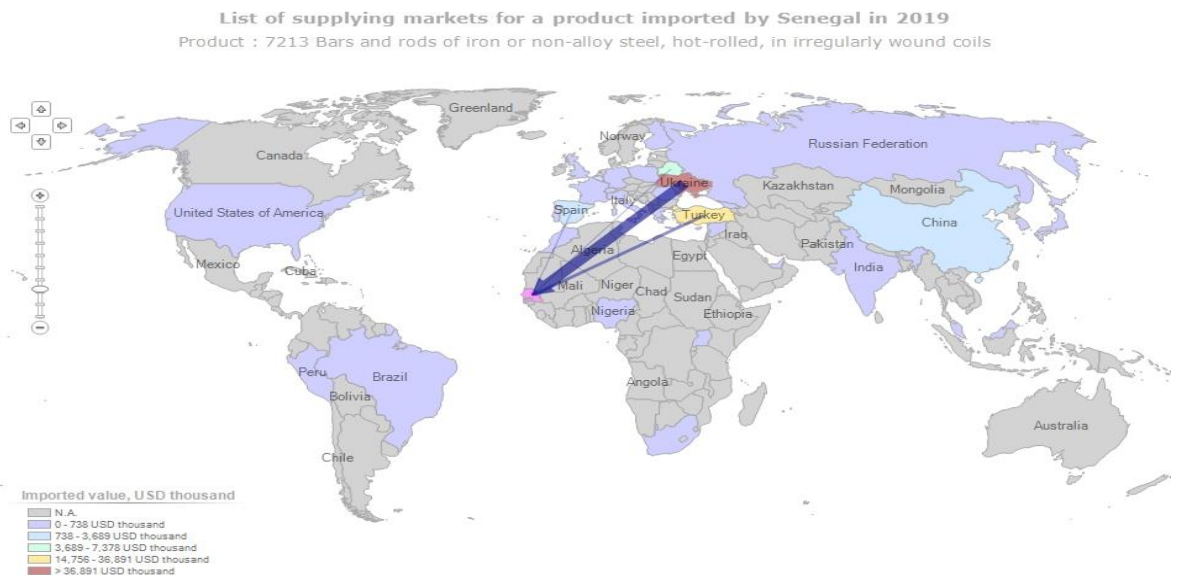 List of supplying markets for a product imported by Senegal in 2019
Product : 7213 Bars and rods of iron or non-alloy steel, hot-rolled, in irregularly wound coils
Greenland
Norway
Russian Federation
Canada
Ukraine
Kazakhstan
Mongolia
Italy
Spain
United States of America
Turkey
China
Iraq
Pakistan
Algeria
Egypt
Mexico
Cuba
India
Mali
Niger
Chad
Sudan
Nigeria
Ethiopia
Peru
Brazil
Angola
Bolivia
Australia
Chile
Imported value, USD thousand
N.A.
0 - 738 USD thousand
738 - 3,689 USD thousand
3,689 - 7,378 USD thousand
14,756 - 36,891 USD thousand
> 36,891 USD thousand